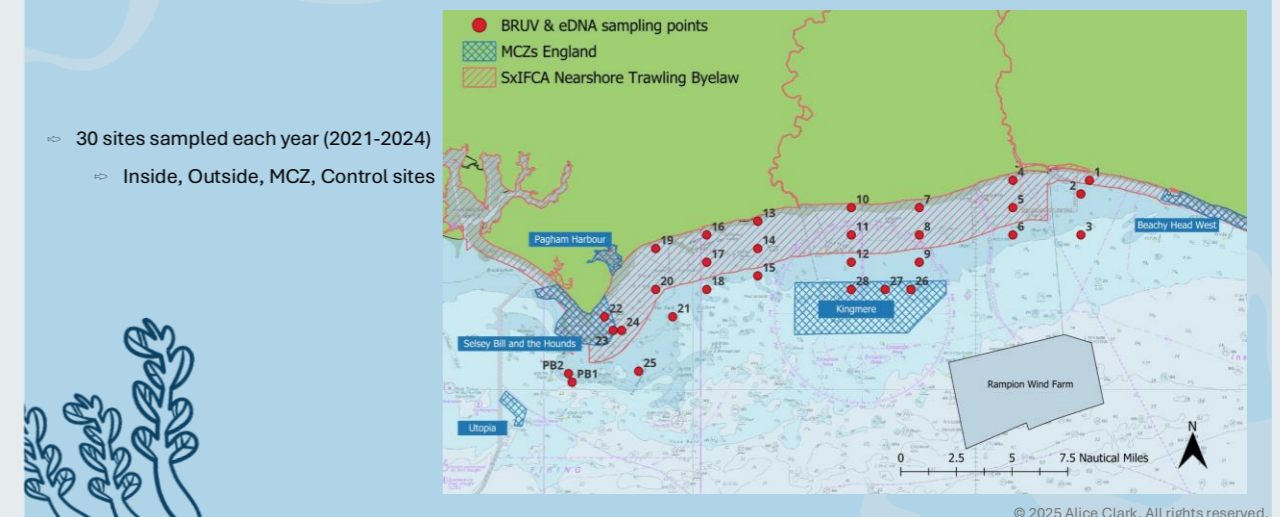 30 sites sampled each year (2021-2024)
Inside, Outside, MCZ, Control sites
BRUV & eDNA sampling points
MCZs England
SxIFCA Nearshore Trawling Byelaw
4
1
2
10
7
5
Beachy Head West
13
16
11
8
6
3
Pagham Harbour
19
14
17
12
9
15
20
18
28
27
26
22
21
Kingmere
24
Selsey Bill and the Hounds
23
PB2
PB1
25
Rampion Wind Farm
Utopia
N
0
2.5
5
7.5 Nautical Miles
FIRING
© 2025 Alice Clark. All rights reserved.